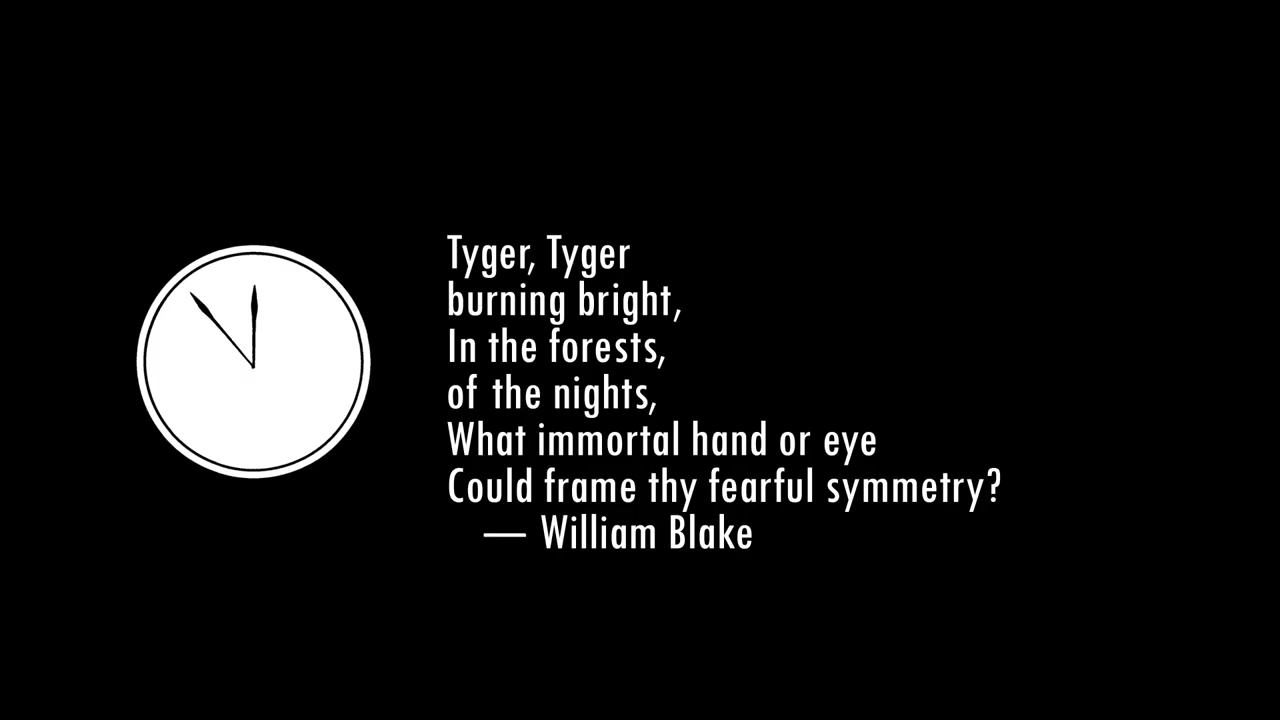 Tyger, Tyger
burning bright,
In the forests,
of the nights,
What immortal hand or eye
Could frame thy fearful symmetry?
— William Blake